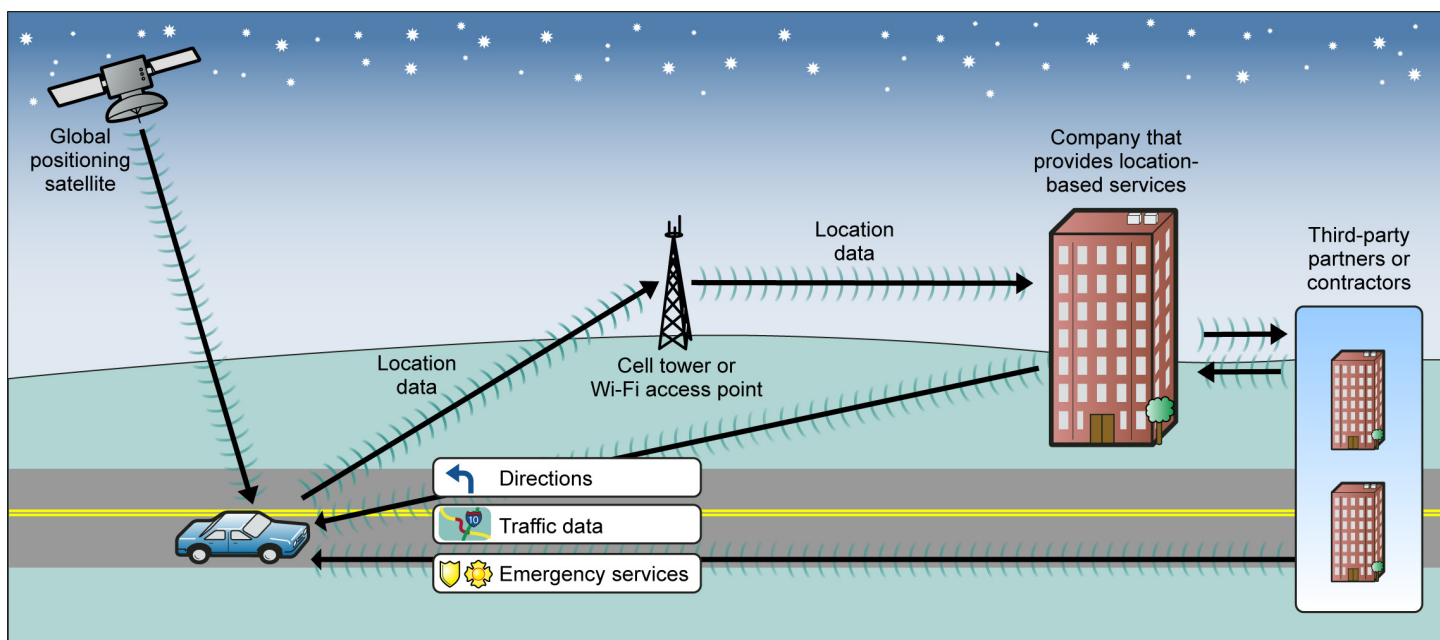 Global
positioning
satellite
Company that
provides location-
based services
Location
data
Third-party
partners or
contractors
Location
data
Cell tower or
Wi-Fi access point
Directions
10
Traffic data
Emergency services